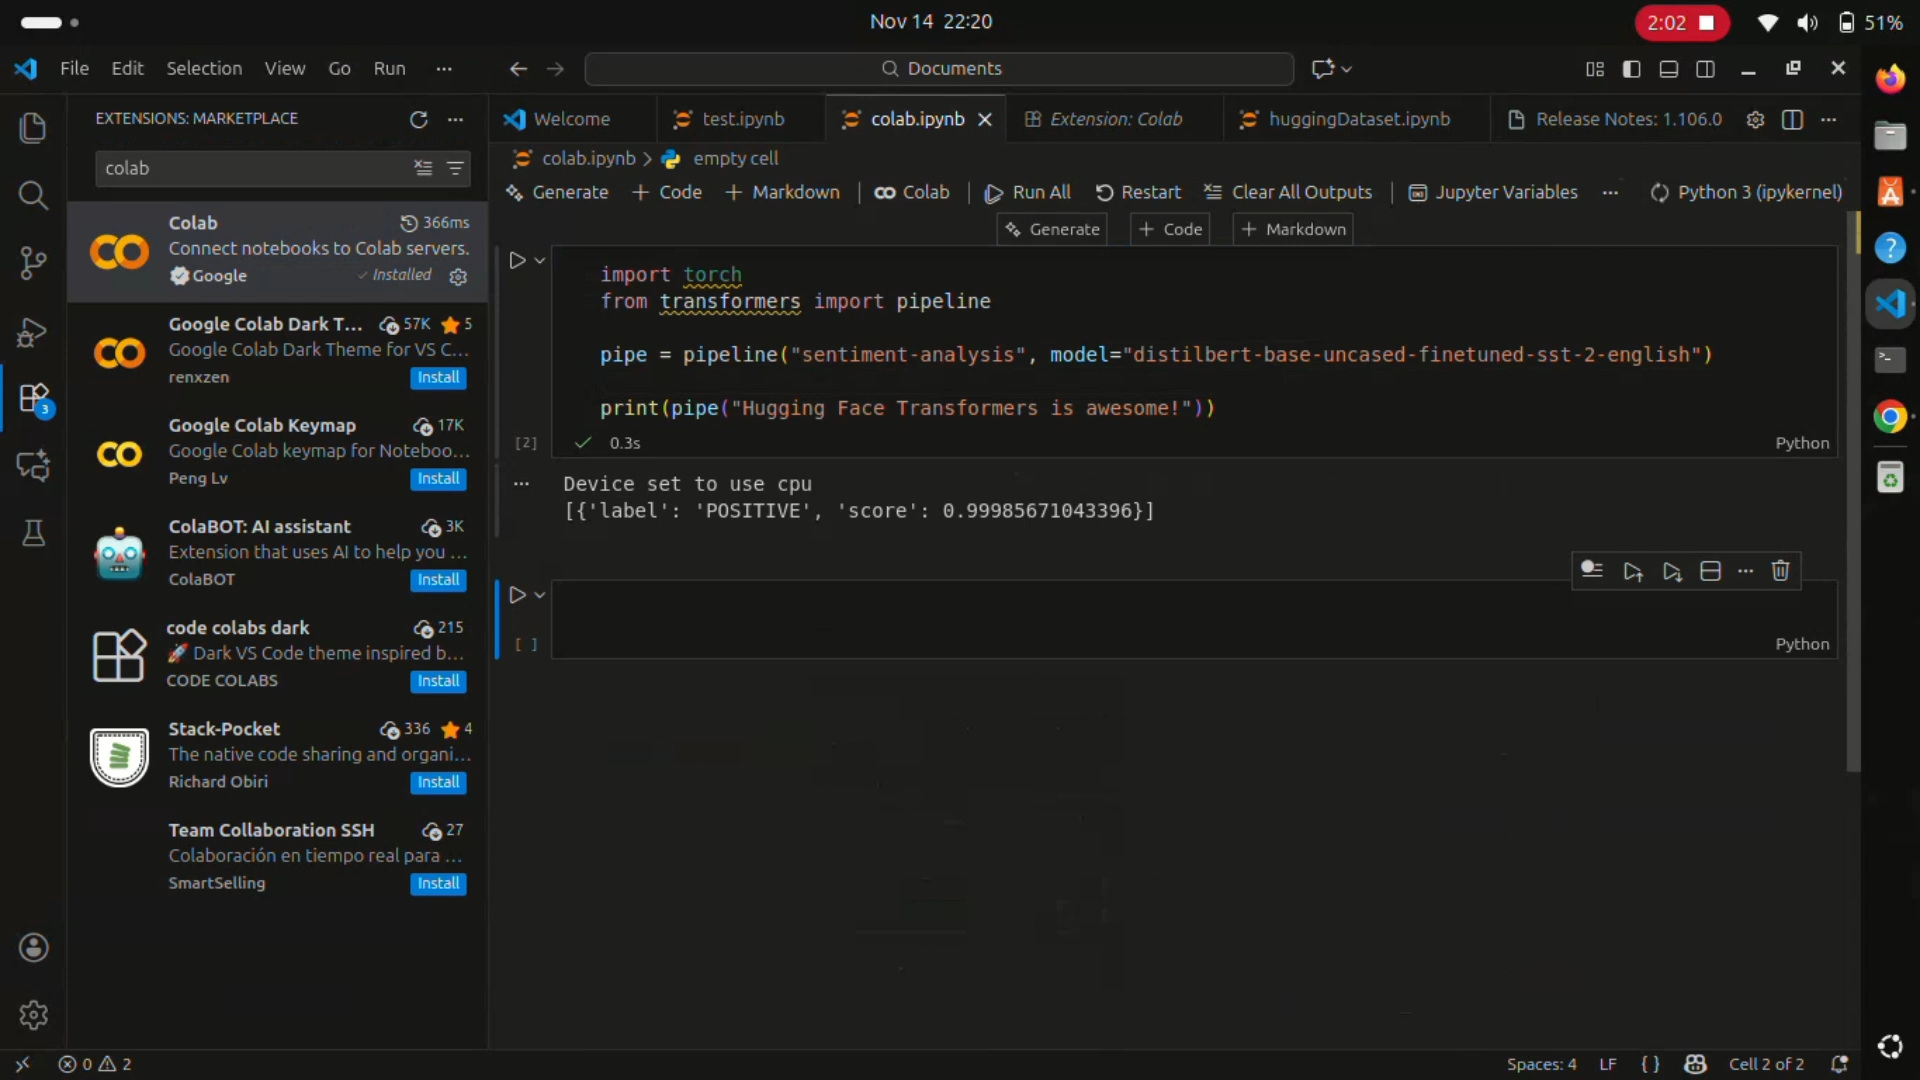 Nov 14 22:20
2:02
51%
File Edit Selection View Go Run ···
Documents
EXTENSIONS: MARKETPLACE
colab
Colab 366ms
Connect notebooks to Colab servers.
Google Installed
Google Colab Dark T... 57K 5
Google Colab Dark Theme for VS C...
renxzen Install
Google Colab Keymap 17K
Google Colab keymap for Noteboo...
Peng Lv Install
ColaBOT: AI assistant 3K
Extension that uses AI to help you ...
ColaBOT Install
code colabs dark 215
🚀 Dark VS Code theme inspired b...
CODE COLABS Install
Stack-Pocket 336 4
The native code sharing and organi...
Richard Obiri Install
Team Collaboration SSH 27
Colaboración en tiempo real para ...
SmartSelling Install
3
Welcome test.ipynb colab.ipynb Extension: Colab huggingDataset.ipynb Release Notes: 1.106.0
colab.ipynb > empty cell
Generate + Code + Markdown Colab Run All Restart Clear All Outputs Jupyter Variables ··· Python 3 (ipykernel)
Generate + Code + Markdown
import torch
from transformers import pipeline
pipe = pipeline("sentiment-analysis", model="distilbert-base-uncased-finetuned-sst-2-english")
print(pipe("Hugging Face Transformers is awesome!"))
[2] 0.3s Python
Device set to use cpu
[{'label': 'POSITIVE', 'score': 0.99985671043396}]
[ ] Python
0 2
Spaces: 4 LF { } Cell 2 of 2